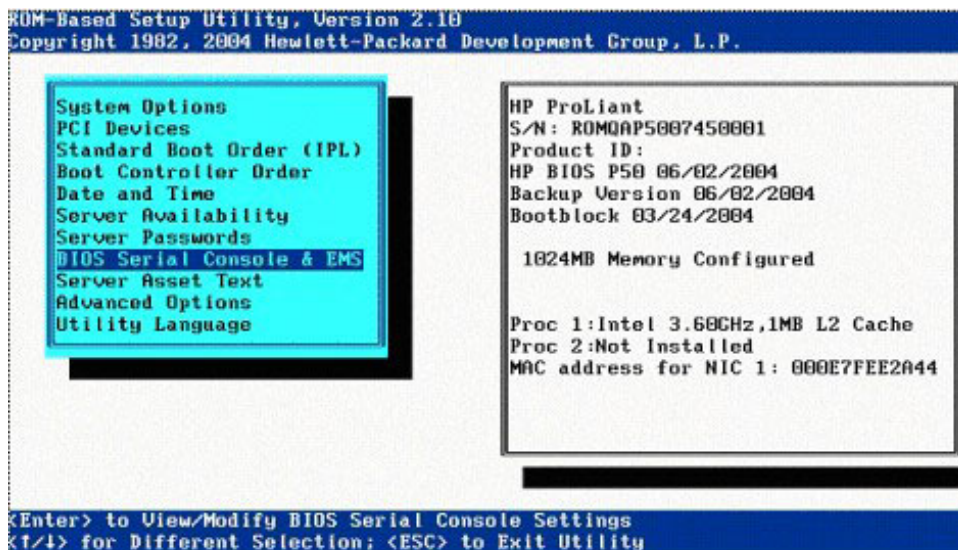 ROM-Based Setup Utility, Version 2.10
Copyright 1982, 2004 Hewlett-Packard Development Group, L.P.
System Options
PCI Devices
Standard Boot Order (IPL)
Boot Controller Order
Date and Time
Server Availability
Server Passwords
BIOS Serial Console & EMS
Server Asset Text
Advanced Options
Utility Language
HP ProLiant
S/N: ROMQAP5007450001
Product ID:
HP BIOS P50 06/02/2004
Backup Version 06/02/2004
Bootblock 03/24/2004
1024MB Memory Configured
Proc 1:Intel 3.60GHz,1MB L2 Cache
Proc 2:Not Installed
MAC address for NIC 1: 000E7FEE2A44
<Enter> to View/Modify BIOS Serial Console Settings
<↑/↓> for Different Selection; <ESC> to Exit Utility